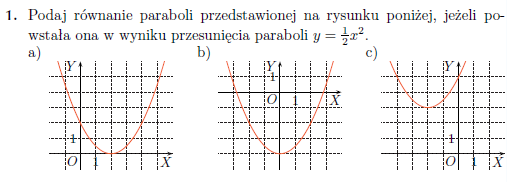 1. Podaj równanie paraboli przedstawionej na rysunku poniżej, jeżeli po-
wstała ona w wyniku przesunięcia paraboli y = ½x².
a) b) c)
Y Y Y
1
O 1 X
1 1
O 1 X O 1 X